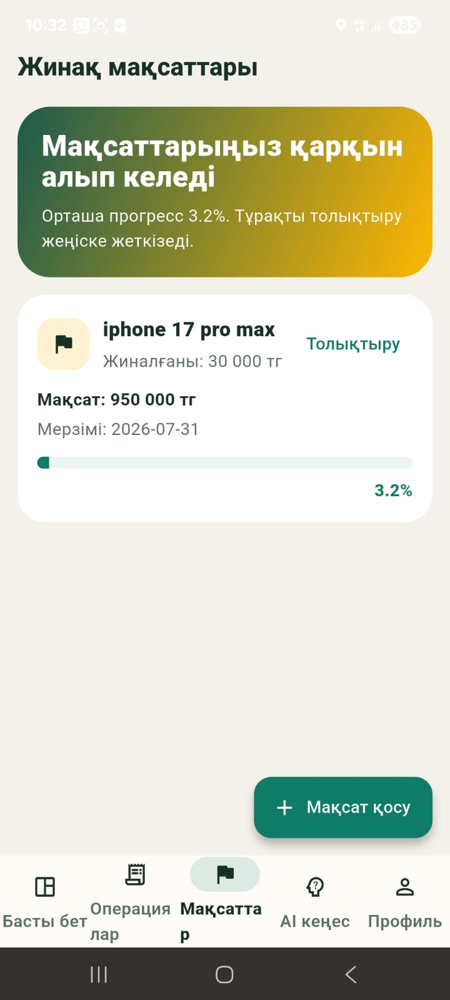 10:32
4G+
85
Жинақ мақсаттары
Мақсаттарыңыз қарқын
алып келеді
Орташа прогресс 3.2%. Тұрақты толықтыру
жеңіске жеткізеді.
iphone 17 pro max
Жиналғаны: 30 000 тг
Толықтыру
Мақсат: 950 000 тг
Мерзімі: 2026-07-31
3.2%
+ Мақсат қосу
Басты бет
Операция
лар
Мақсатта
р
AI кеңес
Профиль